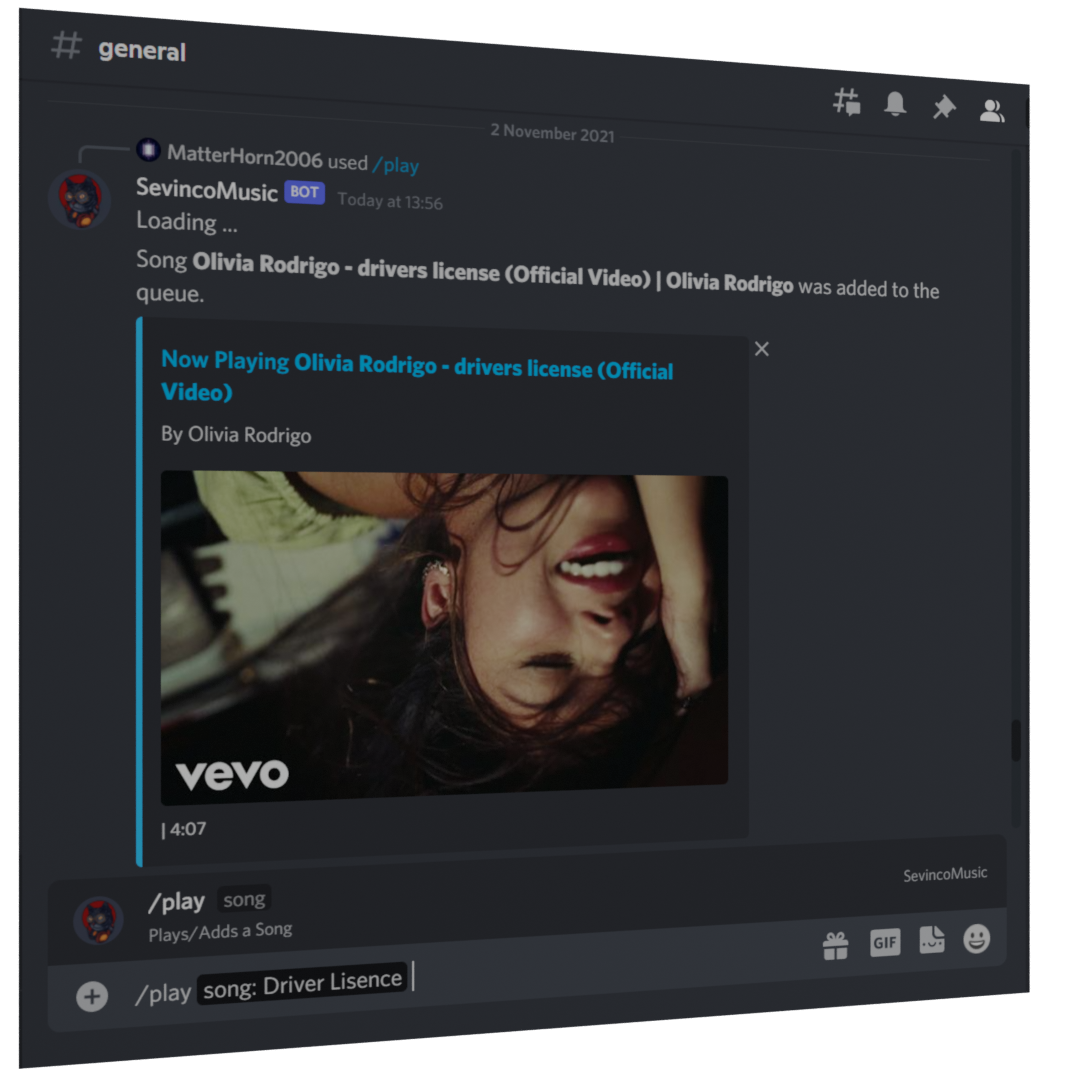 general
2 November 2021
MatterHorn2006 used /play
SevincoMusic BOT Today at 13:56
Loading ...
Song Olivia Rodrigo - drivers license (Official Video) | Olivia Rodrigo was added to the
queue.
Now Playing Olivia Rodrigo - drivers license (Official
Video)
By Olivia Rodrigo
vevo
| 4:07
/play song
SevincoMusic
Plays/Adds a Song
GIF
/play song: Driver Lisence